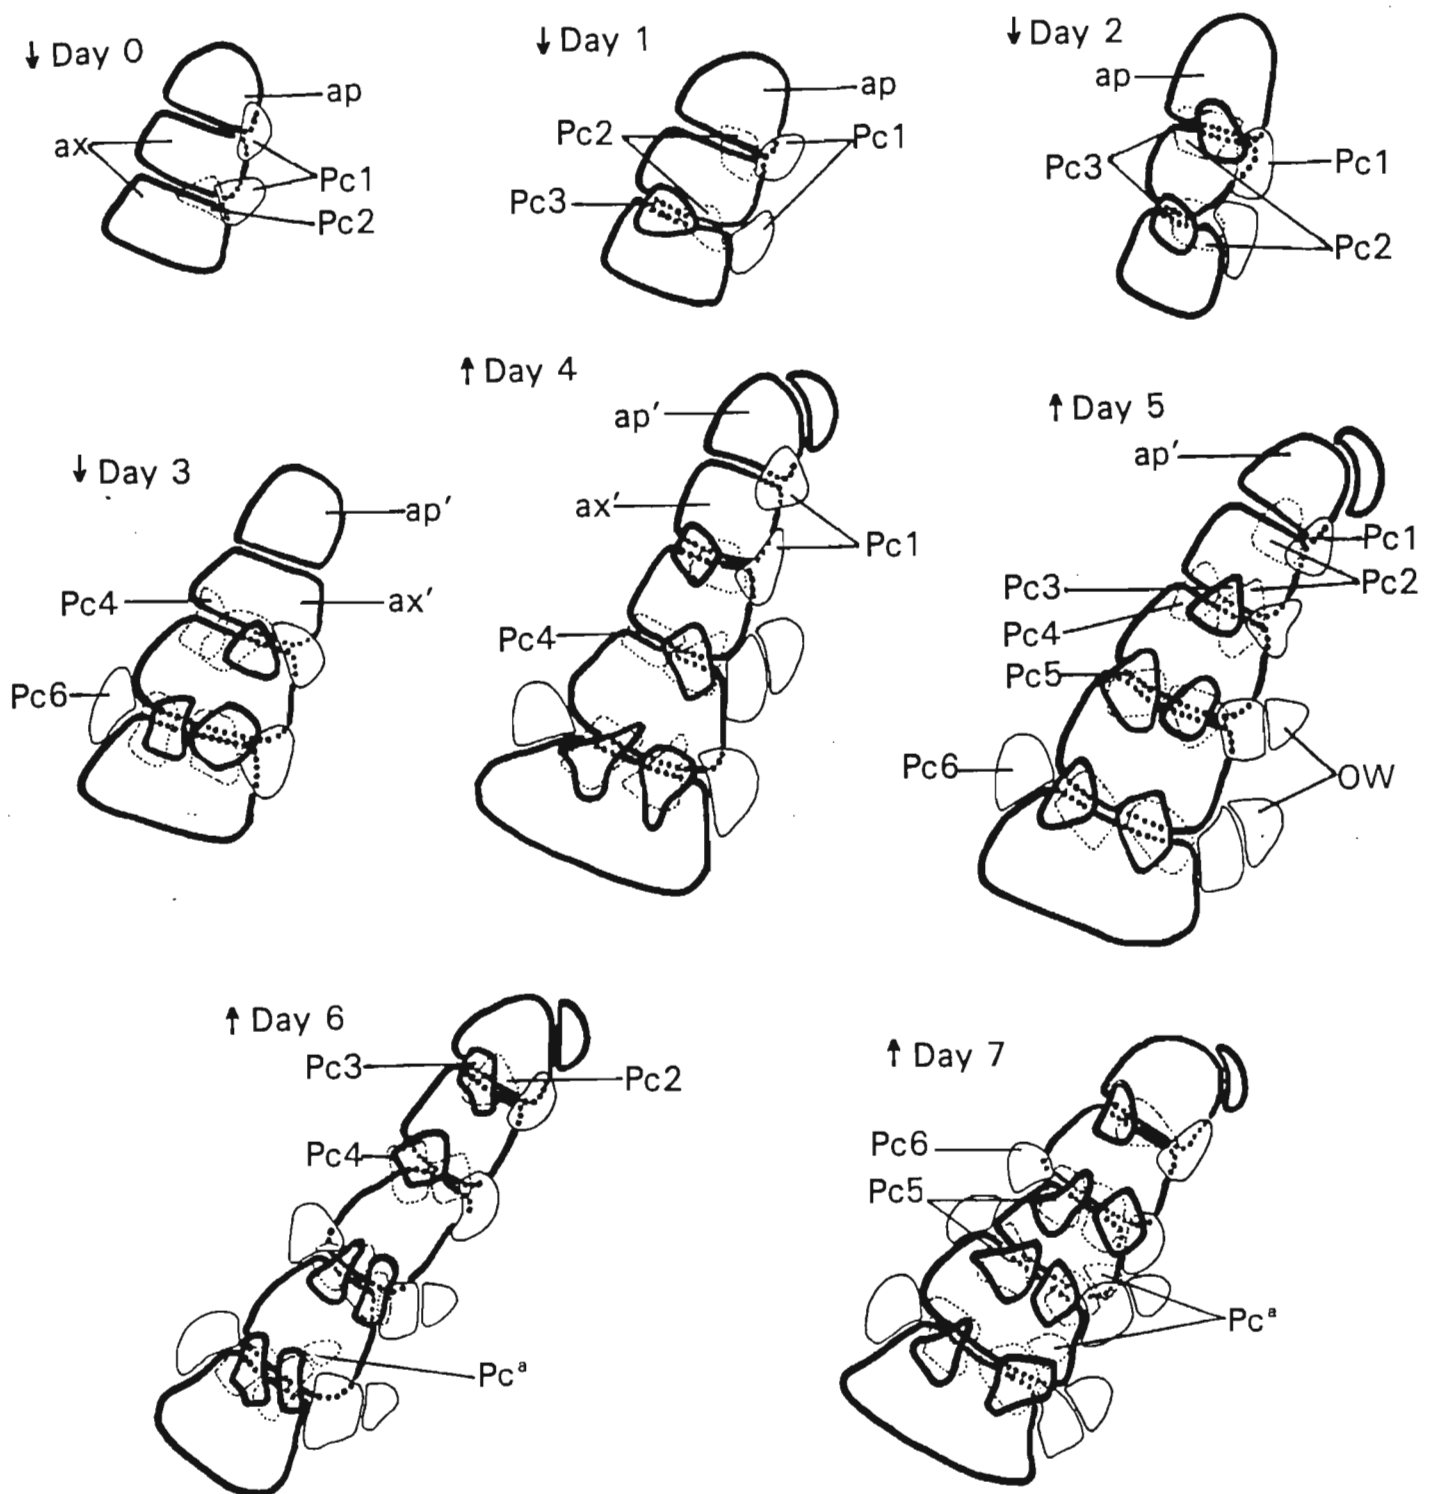 ↓ Day 0
ap
ax
Pc1
Pc2
↓ Day 1
ap
Pc2
Pc1
Pc3
↓ Day 2
ap
Pc3
Pc1
Pc2
↓ Day 3
ap′
Pc4
ax′
Pc6
↑ Day 4
ap′
ax′
Pc1
Pc4
↑ Day 5
ap′
Pc1
Pc2
Pc3
Pc4
Pc5
Pc6
OW
↑ Day 6
Pc3
Pc2
Pc4
Pcª
↑ Day 7
Pc6
Pc5
Pcª